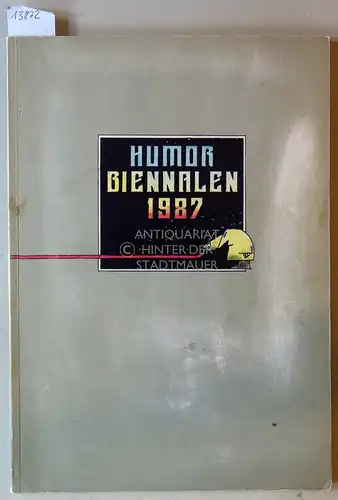 13872
HUMOR
BIENNALEN
1987
ANTIQUARIAT
© · HINTER · DER ·
STADTMAUER